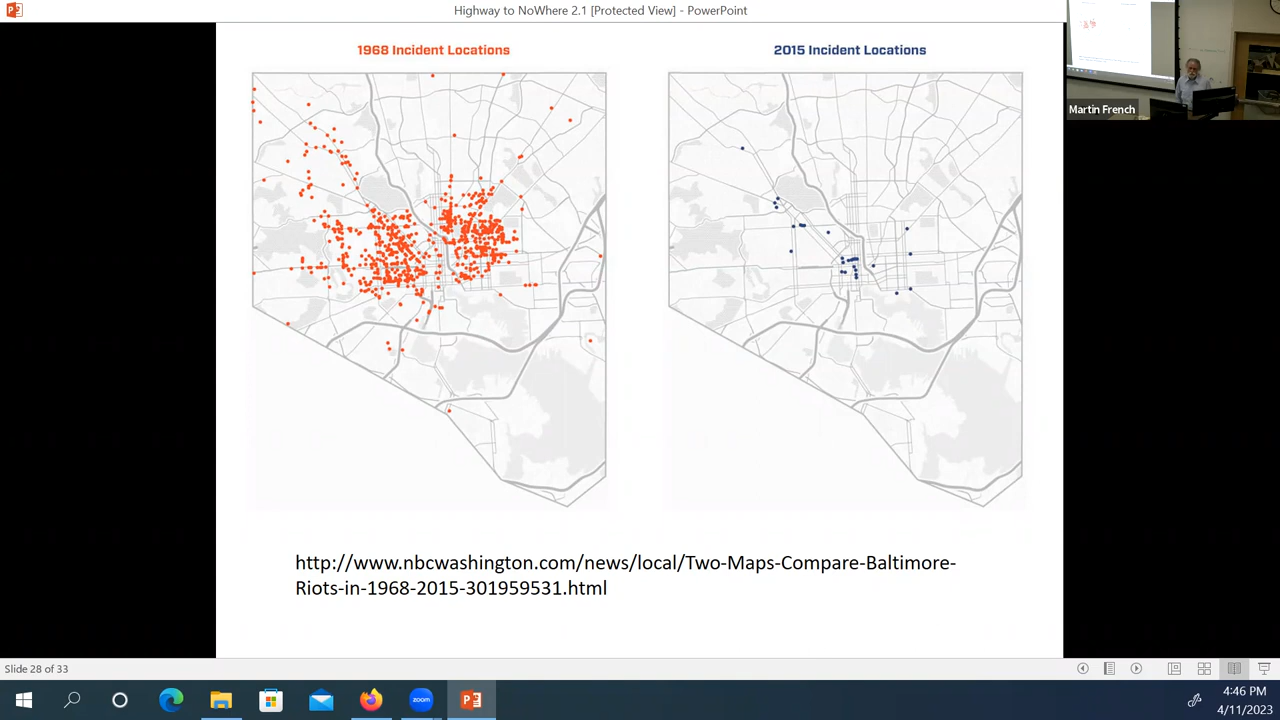 Highway to NoWhere 2.1 [Protected View] - PowerPoint
1968 Incident Locations
2015 Incident Locations
Martin French
http://www.nbcwashington.com/news/local/Two-Maps-Compare-Baltimore-
Riots-in-1968-2015-301959531.html
Slide 28 of 33
zoom
4:46 PM
4/11/2023